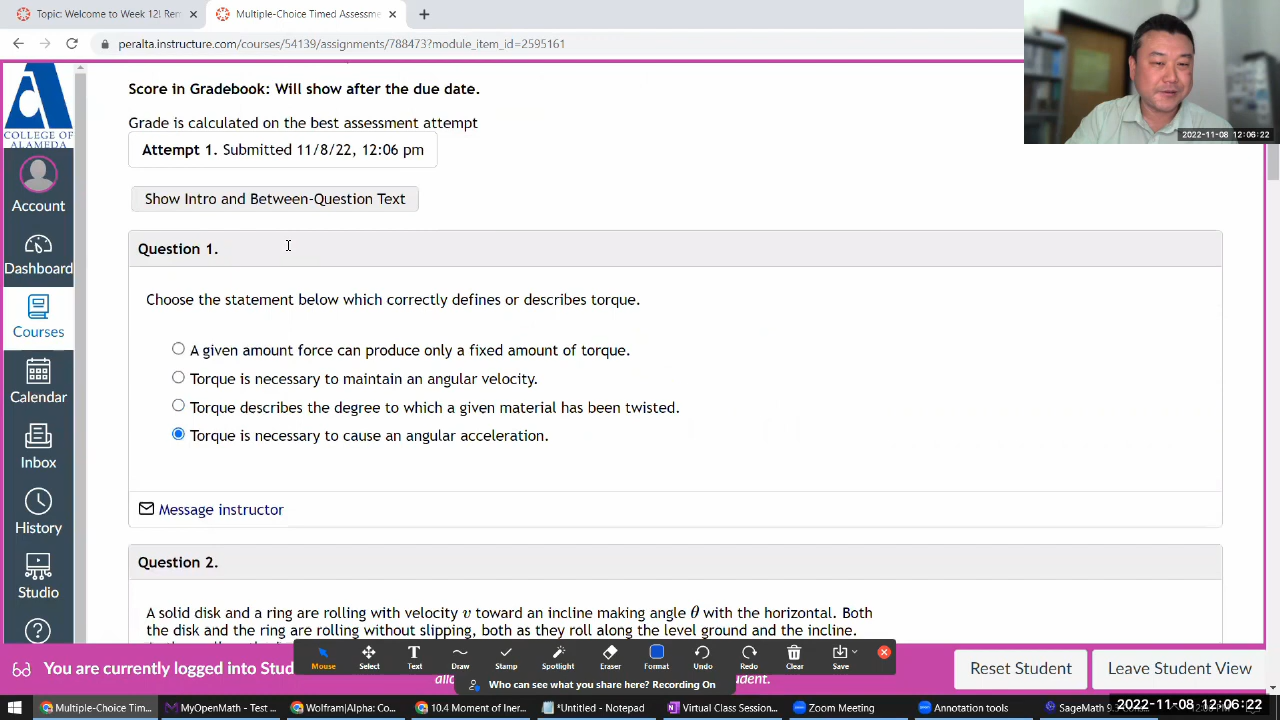 Topic: Welcome to Week 12! Rem
Multiple-Choice Timed Assessme
peralta.instructure.com/courses/54139/assignments/788473?module_item_id=2595161
2022-11-08 12:06:22
COLLEGE OF
ALAMEDA
Account
Dashboard
Courses
Calendar
Inbox
History
Studio
Score in Gradebook: Will show after the due date.
Grade is calculated on the best assessment attempt
Attempt 1. Submitted 11/8/22, 12:06 pm
Show Intro and Between-Question Text
Question 1.
Choose the statement below which correctly defines or describes torque.
A given amount force can produce only a fixed amount of torque.
Torque is necessary to maintain an angular velocity.
Torque describes the degree to which a given material has been twisted.
Torque is necessary to cause an angular acceleration.
Message instructor
Question 2.
A solid disk and a ring are rolling with velocity v toward an incline making angle θ with the horizontal. Both
the disk and the ring are rolling without slipping, both as they roll along the level ground and the incline.
Mouse
Select
Text
Draw
Stamp
Spotlight
Eraser
Format
Undo
Redo
Clear
Save
Who can see what you share here? Recording On
You are currently logged into Stud
Reset Student
Leave Student View
Multiple-Choice Tim...
MyOpenMath - Test ...
Wolfram|Alpha: Co...
10.4 Moment of Iner...
*Untitled - Notepad
Virtual Class Session...
Zoom Meeting
Annotation tools
2022-11-08 12:06:22